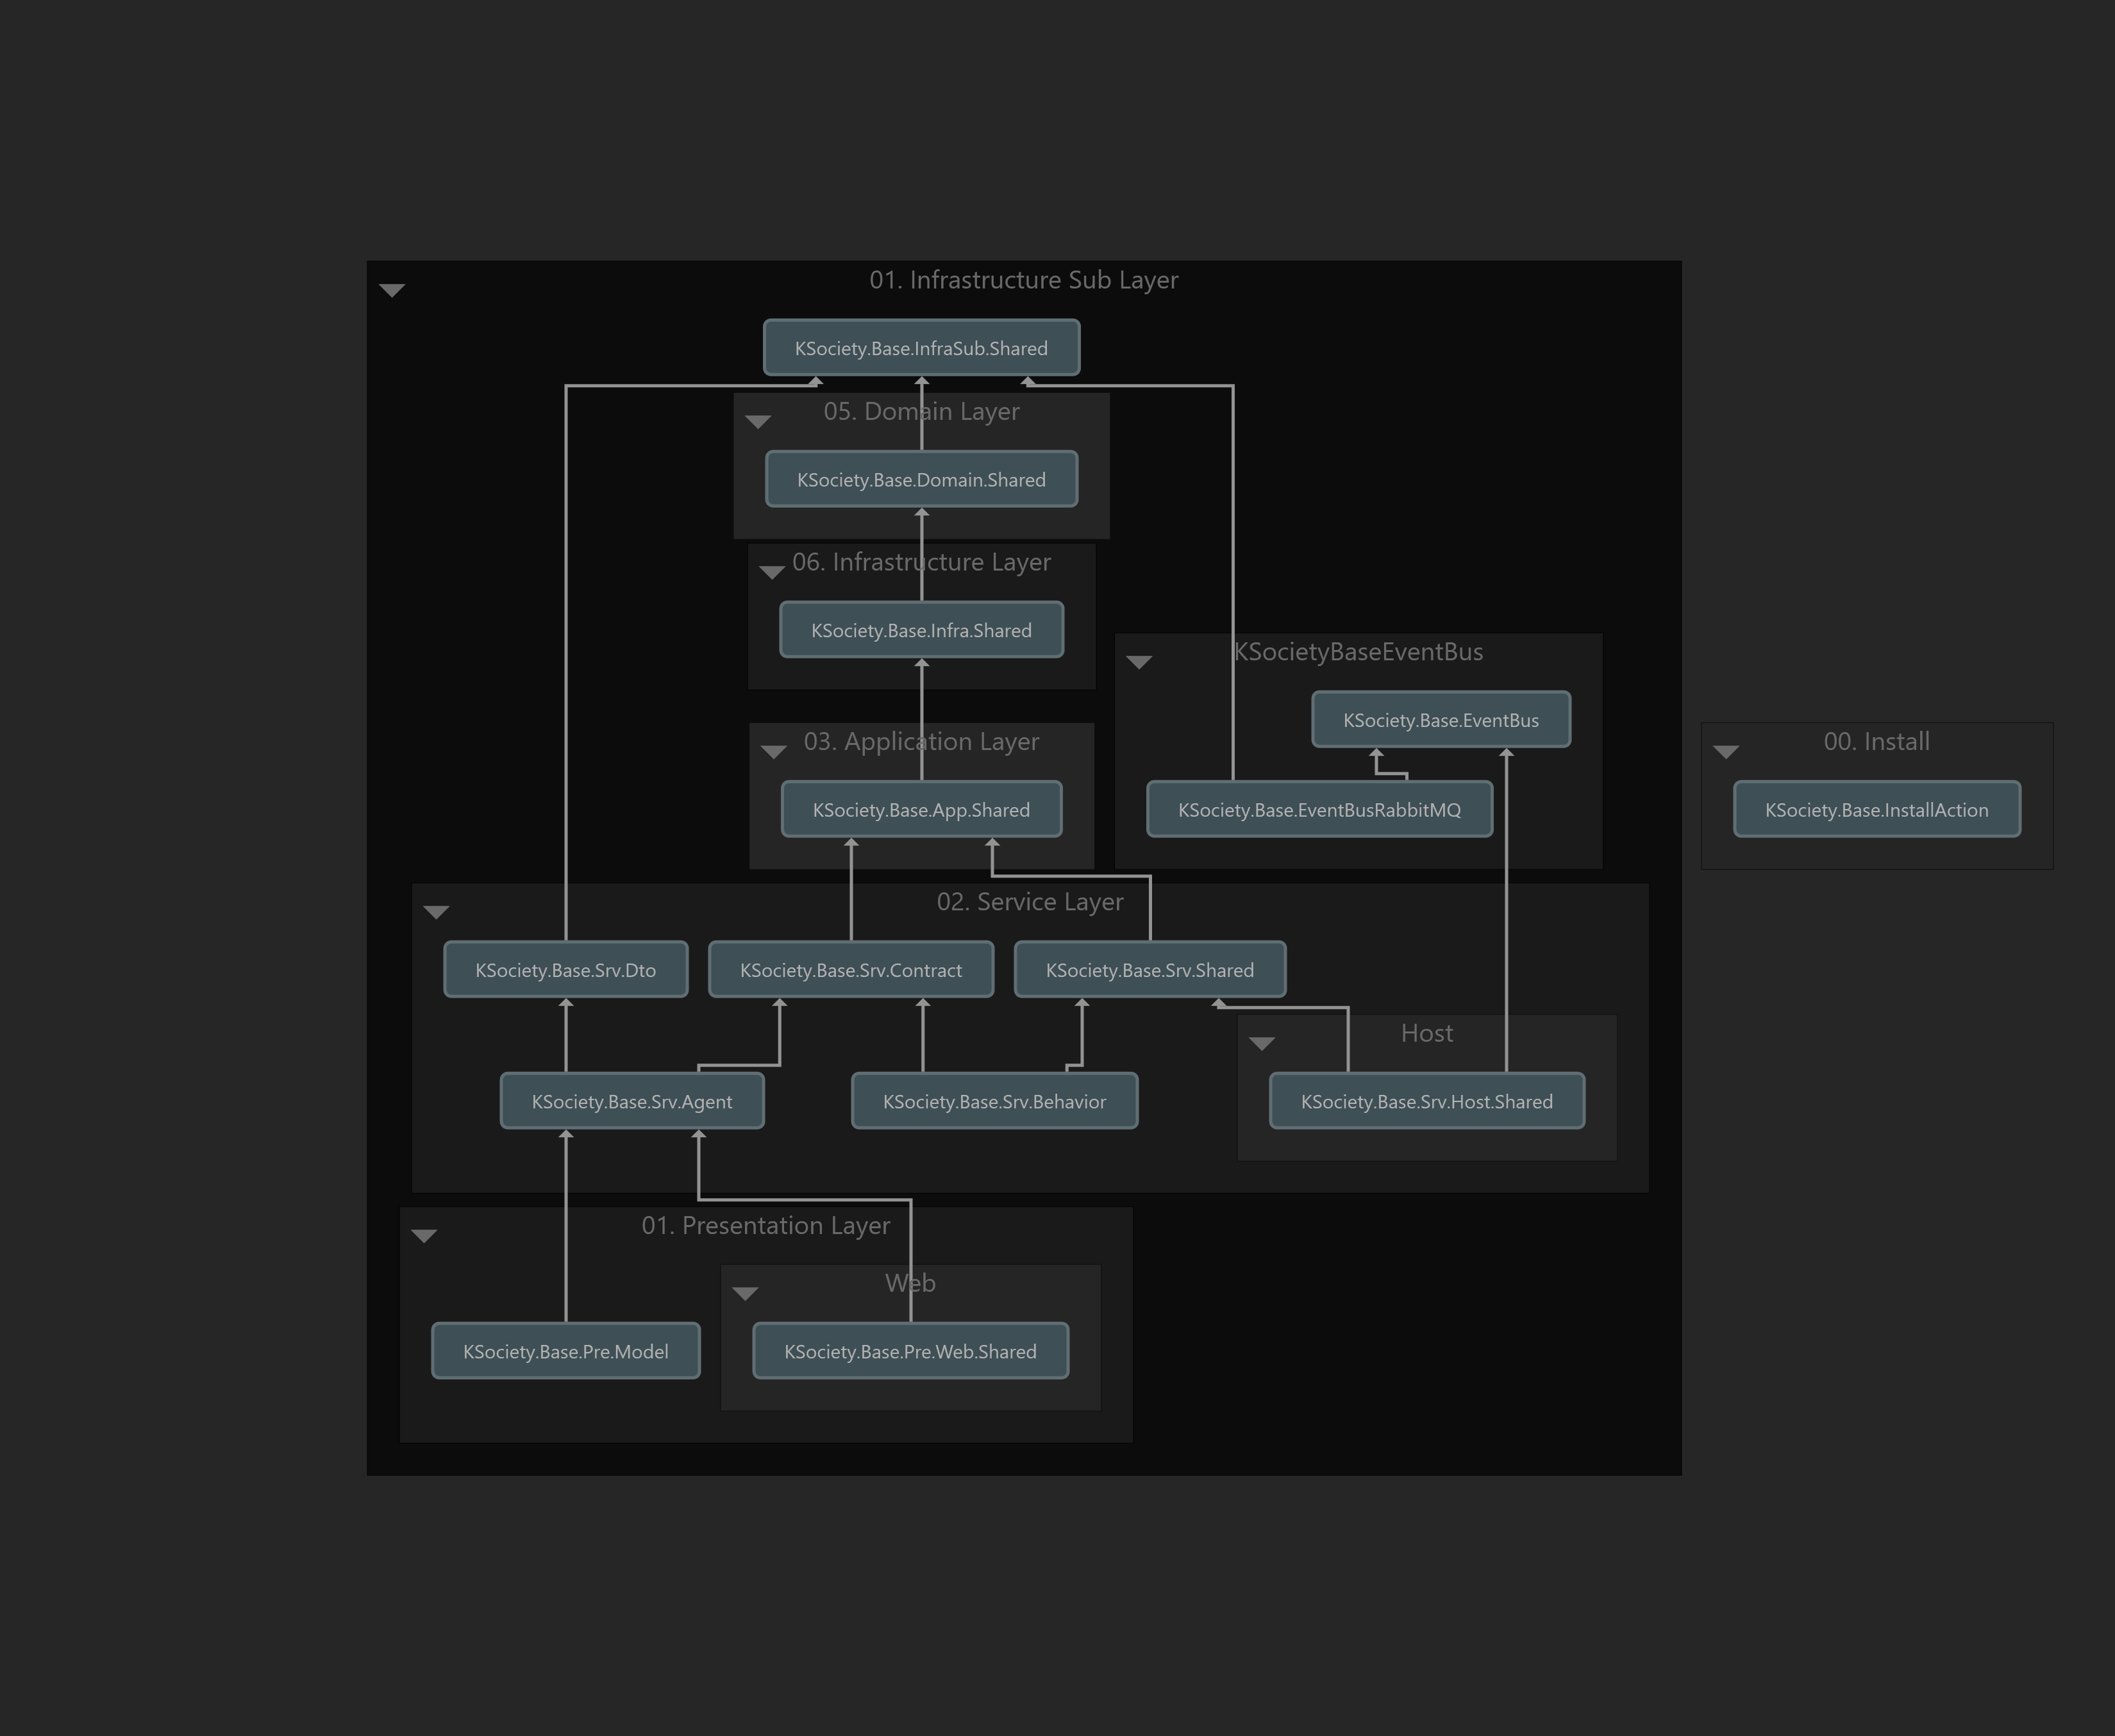 01. Infrastructure Sub Layer
KSociety.Base.InfraSub.Shared
05. Domain Layer
KSociety.Base.Domain.Shared
06. Infrastructure Layer
KSociety.Base.Infra.Shared
KSocietyBaseEventBus
KSociety.Base.EventBus
03. Application Layer
00. Install
KSociety.Base.App.Shared
KSociety.Base.EventBusRabbitMQ
KSociety.Base.InstallAction
02. Service Layer
KSociety.Base.Srv.Dto
KSociety.Base.Srv.Contract
KSociety.Base.Srv.Shared
Host
KSociety.Base.Srv.Agent
KSociety.Base.Srv.Behavior
KSociety.Base.Srv.Host.Shared
01. Presentation Layer
Web
KSociety.Base.Pre.Model
KSociety.Base.Pre.Web.Shared